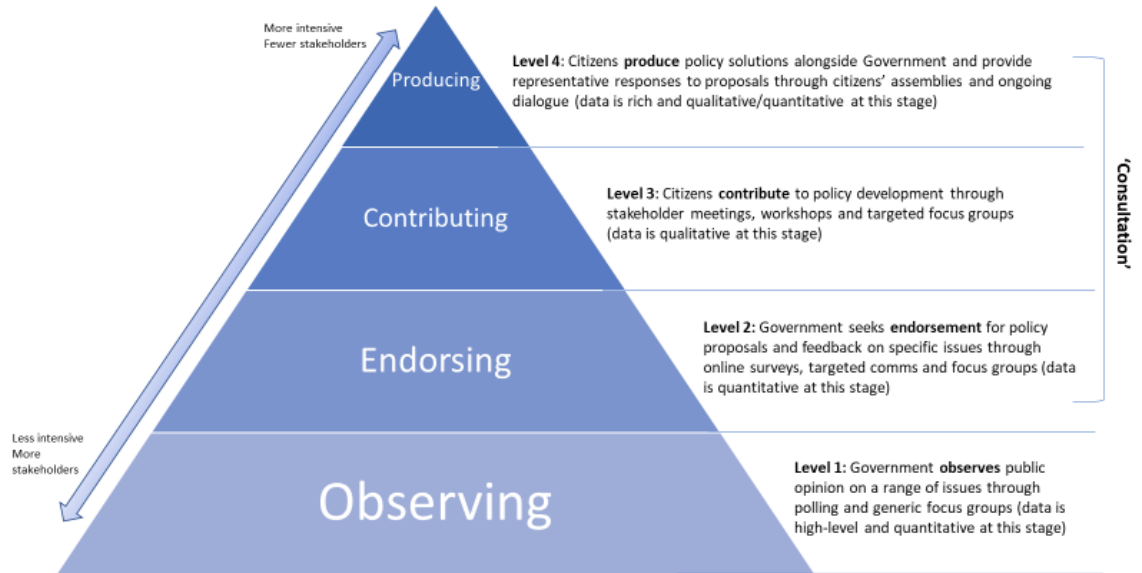 More intensive
Fewer stakeholders
Producing
Level 4: Citizens produce policy solutions alongside Government and provide
representative responses to proposals through citizens' assemblies and ongoing
dialogue (data is rich and qualitative/quantitative at this stage)
Contributing
Level 3: Citizens contribute to policy development through
stakeholder meetings, workshops and targeted focus groups
(data is qualitative at this stage)
'Consultation'
Endorsing
Level 2: Government seeks endorsement for policy
proposals and feedback on specific issues through
online surveys, targeted comms and focus groups (data
is quantitative at this stage)
Less intensive
More
stakeholders
Observing
Level 1: Government observes public
opinion on a range of issues through
polling and generic focus groups (data is
high-level and quantitative at this stage)